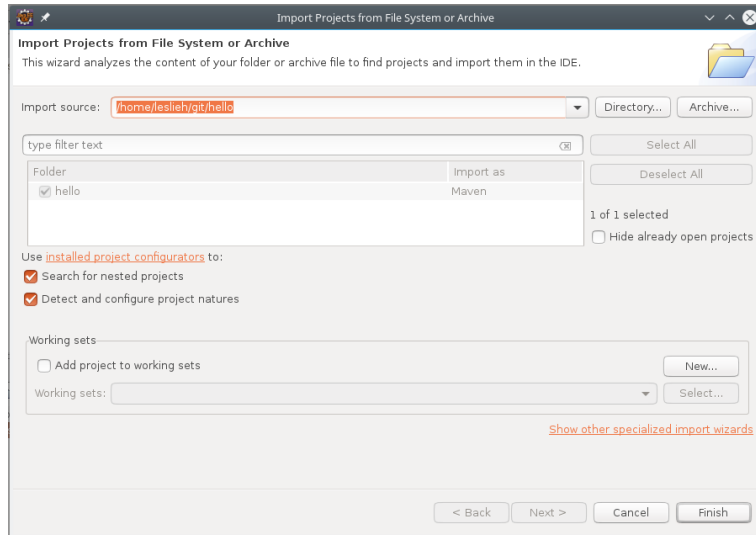 Import Projects from File System or Archive
Import Projects from File System or Archive
This wizard analyzes the content of your folder or archive file to find projects and import them in the IDE.
Import source: /home/leslieh/git/hello Directory... Archive...
type filter text Select All
Folder Import as Deselect All
hello Maven
1 of 1 selected
Hide already open projects
Use installed project configurators to:
Search for nested projects
Detect and configure project natures
Working sets
Add project to working sets New...
Working sets: Select...
Show other specialized import wizards
< Back Next > Cancel Finish